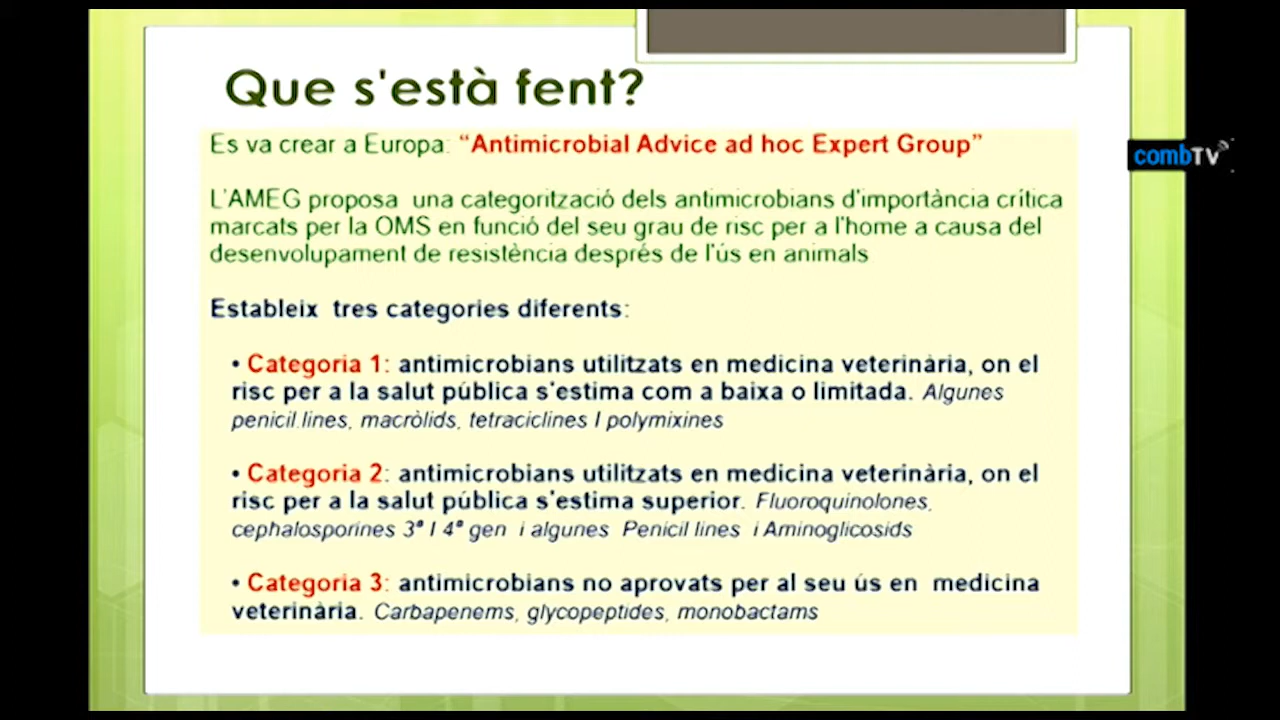 Que s'està fent?
Es va crear a Europa: “Antimicrobial Advice ad hoc Expert Group”
combTV
L'AMEG proposa una categorització dels antimicrobians d'importància crítica
marcats per la OMS en funció del seu grau de risc per a l'home a causa del
desenvolupament de resistència després de l'ús en animals
Estableix tres categories diferents:
• Categoria 1: antimicrobians utilitzats en medicina veterinària, on el
risc per a la salut pública s'estima com a baixa o limitada. Algunes
penicil.lines, macròlids, tetraciclines I polymixines
• Categoria 2: antimicrobians utilitzats en medicina veterinària, on el
risc per a la salut pública s'estima superior. Fluoroquinolones,
cephalosporines 3ª I 4ª gen i algunes Penicil lines i Aminoglicosids
• Categoria 3: antimicrobians no aprovats per al seu ús en medicina
veterinària. Carbapenems, glycopeptides, monobactams